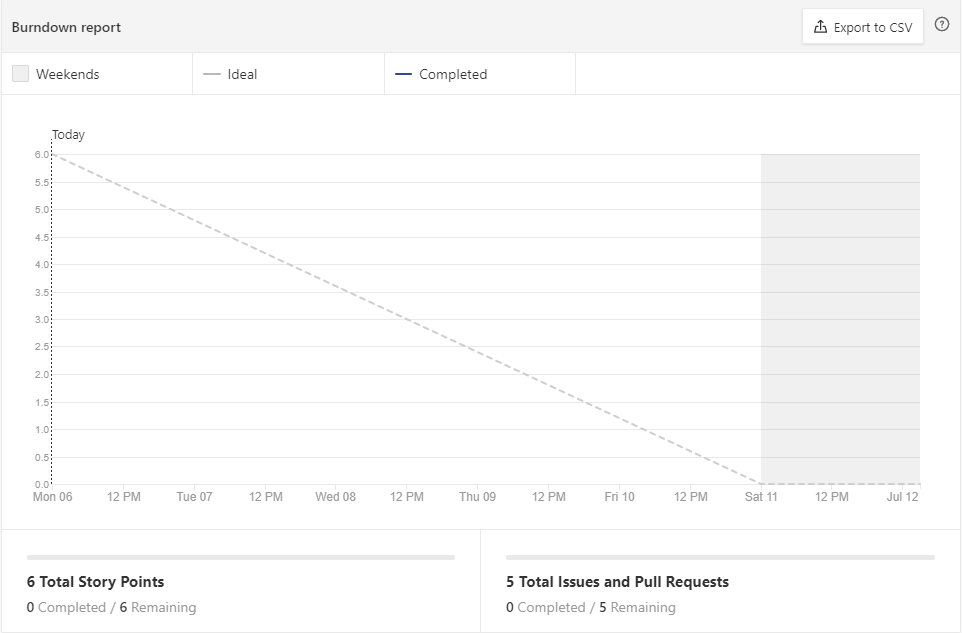 Burndown report
Export to CSV
Weekends
Ideal
Completed
Today
6.0
5.5
5.0
4.5
4.0
3.5
3.0
2.5
2.0
1.5
1.0
0.5
0.0
Mon 06 12 PM Tue 07 12 PM Wed 08 12 PM Thu 09 12 PM Fri 10 12 PM Sat 11 12 PM Jul 12
6 Total Story Points
0 Completed / 6 Remaining
5 Total Issues and Pull Requests
0 Completed / 5 Remaining